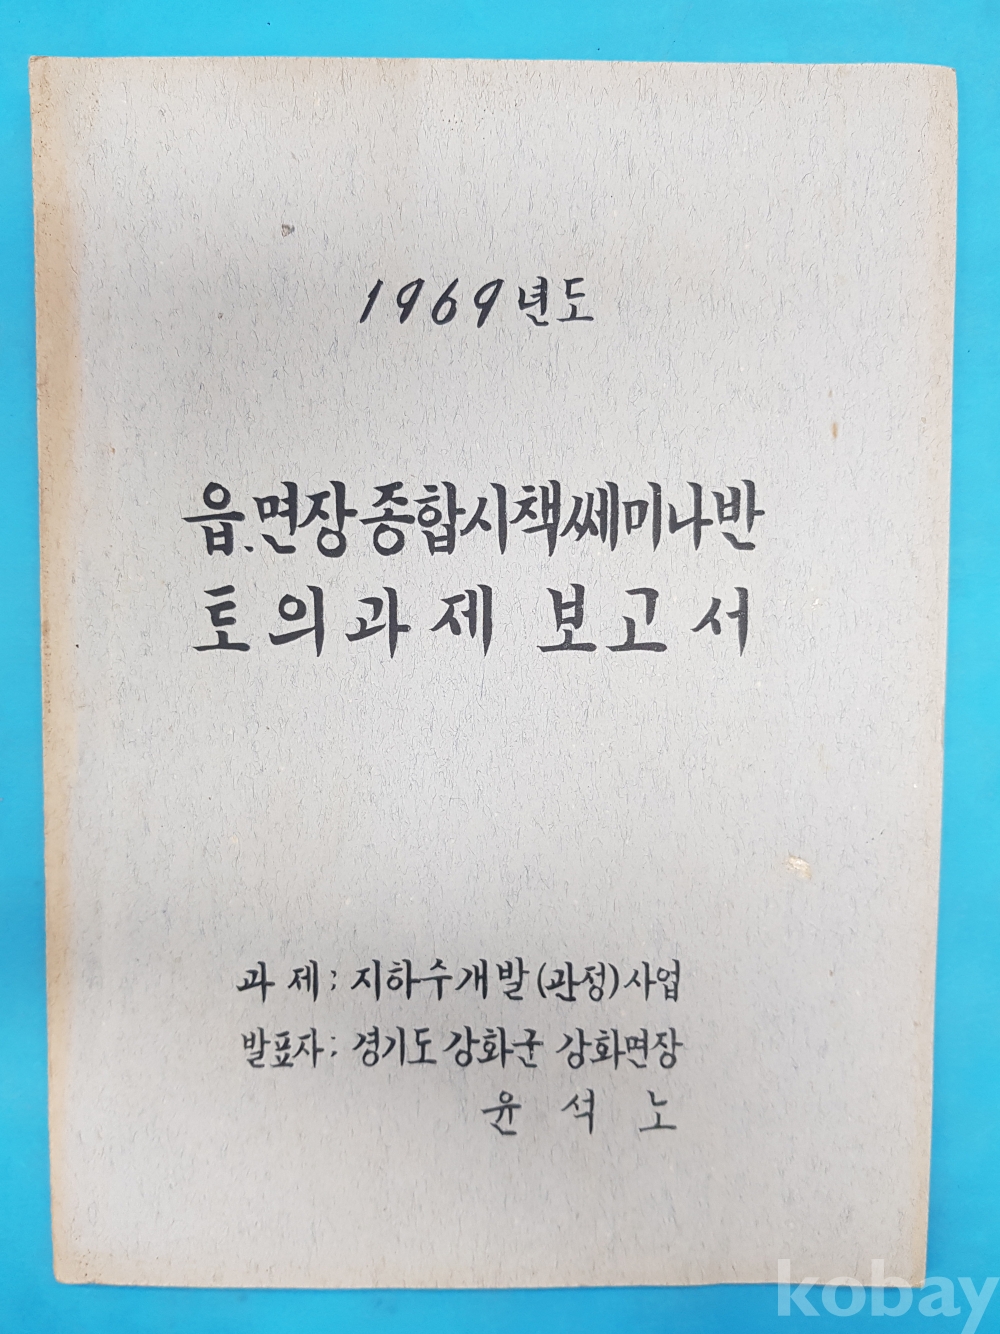 1969년도
읍.면장종합시책쎄미나반
토의과제 보고서
과제: 지하수개발(관정)사업
발표자: 경기도강화군 강화면장
윤석노
kobay